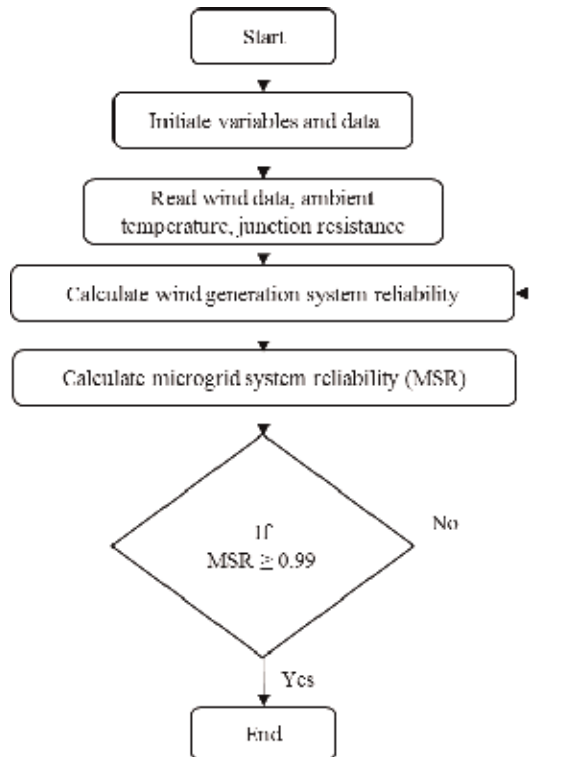 Start
Initiate variables and data
Read wind data, ambient
temperature, junction resistance
Calculate wind generation system reliability
Calculate microgrid system reliability (MSR)
If
MSR ≥ 0.99
No
Yes
End